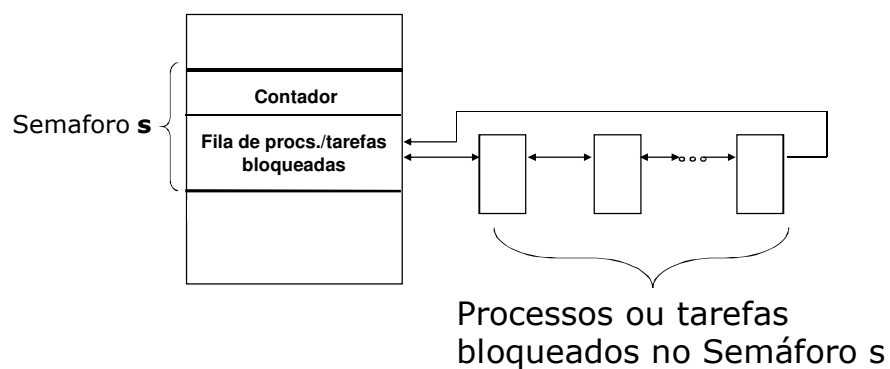 Contador
Semaforo s
Fila de procs./tarefas
bloqueadas
Processos ou tarefas
bloqueados no Semáforo s